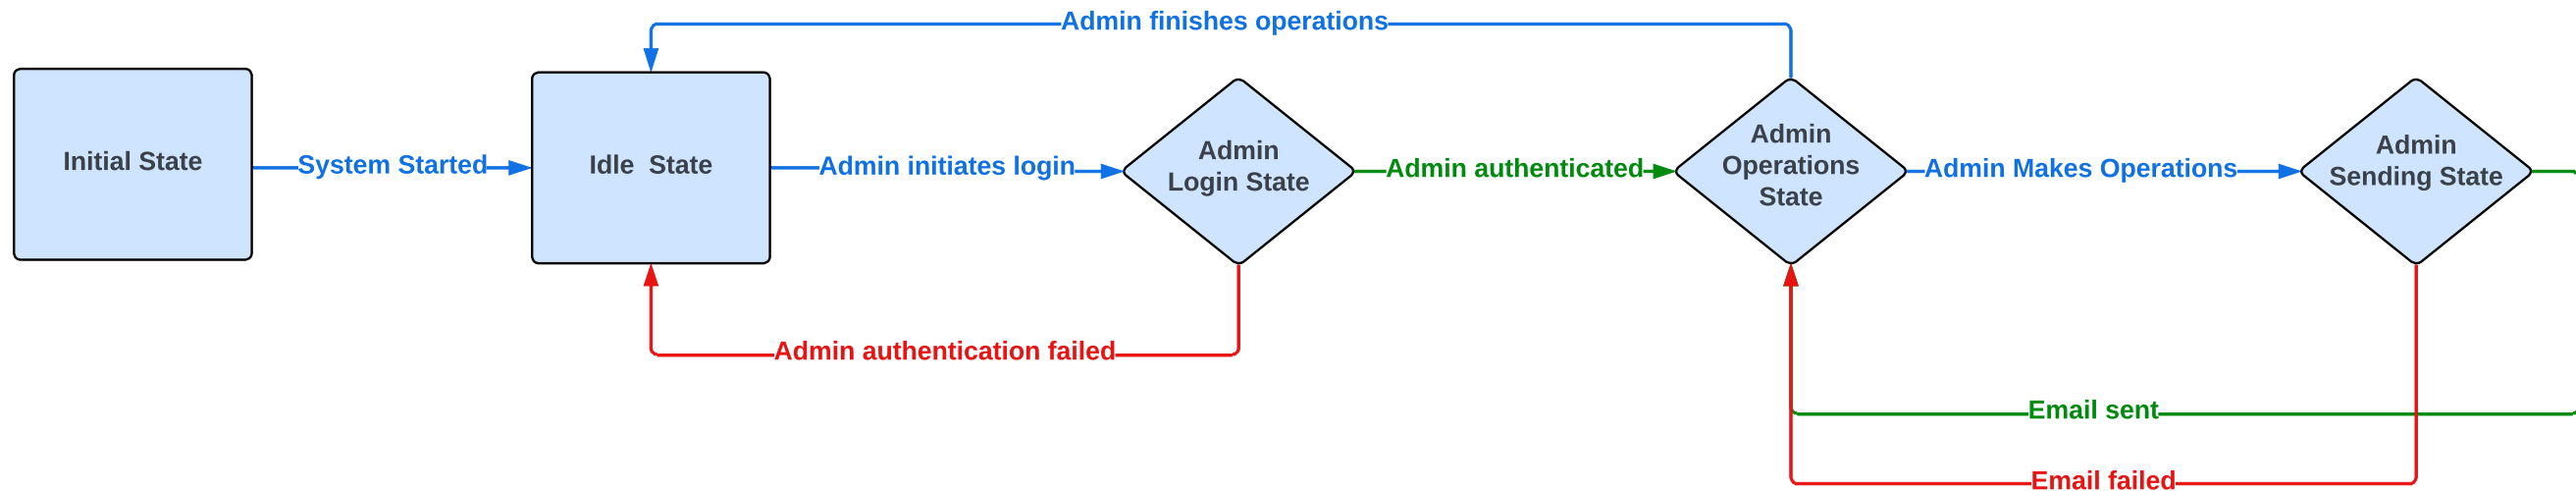 Admin finishes operations
Initial State
System Started
Idle  State
Admin initiates login
Admin
Login State
Admin authenticated
Admin
Operations
State
Admin Makes Operations
Admin
Sending State
Admin authentication failed
Email sent
Email failed